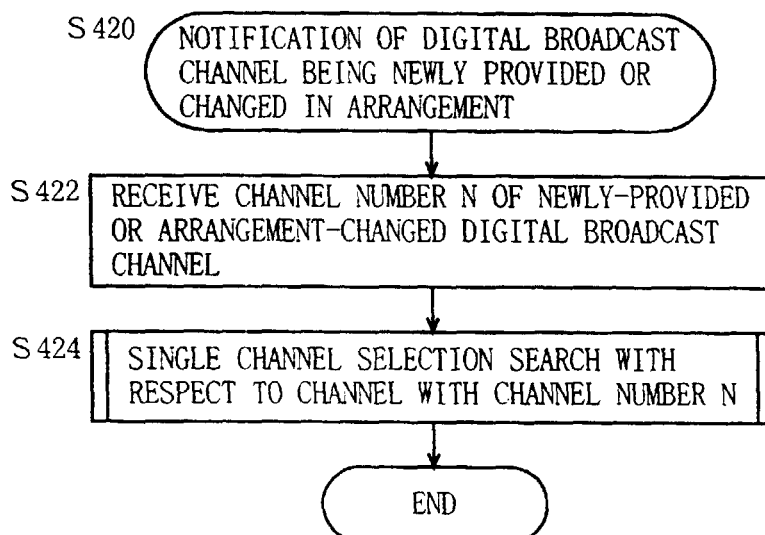 S420
NOTIFICATION OF DIGITAL BROADCAST
CHANNEL BEING NEWLY PROVIDED OR
CHANGED IN ARRANGEMENT
S422
RECEIVE CHANNEL NUMBER N OF NEWLY-PROVIDED
OR ARRANGEMENT-CHANGED DIGITAL BROADCAST
CHANNEL
S424
SINGLE CHANNEL SELECTION SEARCH WITH
RESPECT TO CHANNEL WITH CHANNEL NUMBER N
END